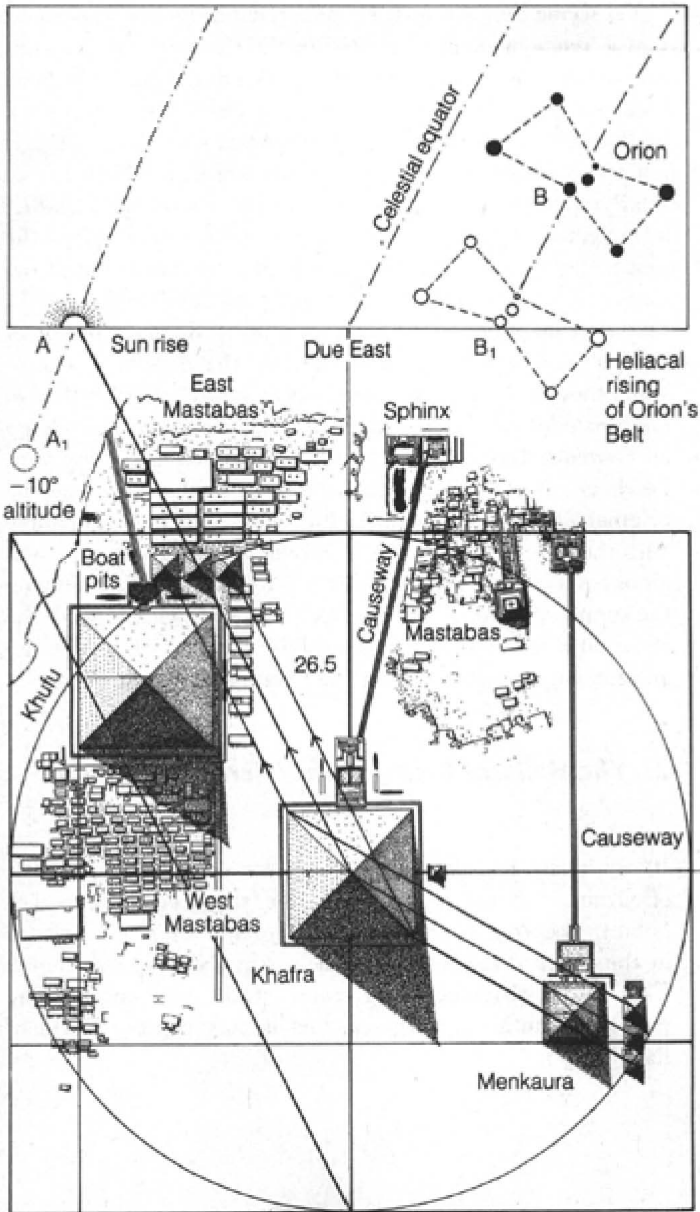 Celestial equator
Orion
B
A
Sun rise
Due East
B1
Heliacal
rising
of Orion's
Belt
East
Mastabas
Sphinx
A1
−10°
altitude
Boat
pits
Causeway
Mastabas
Khufu
26.5
Causeway
West
Mastabas
Khafra
Menkaura